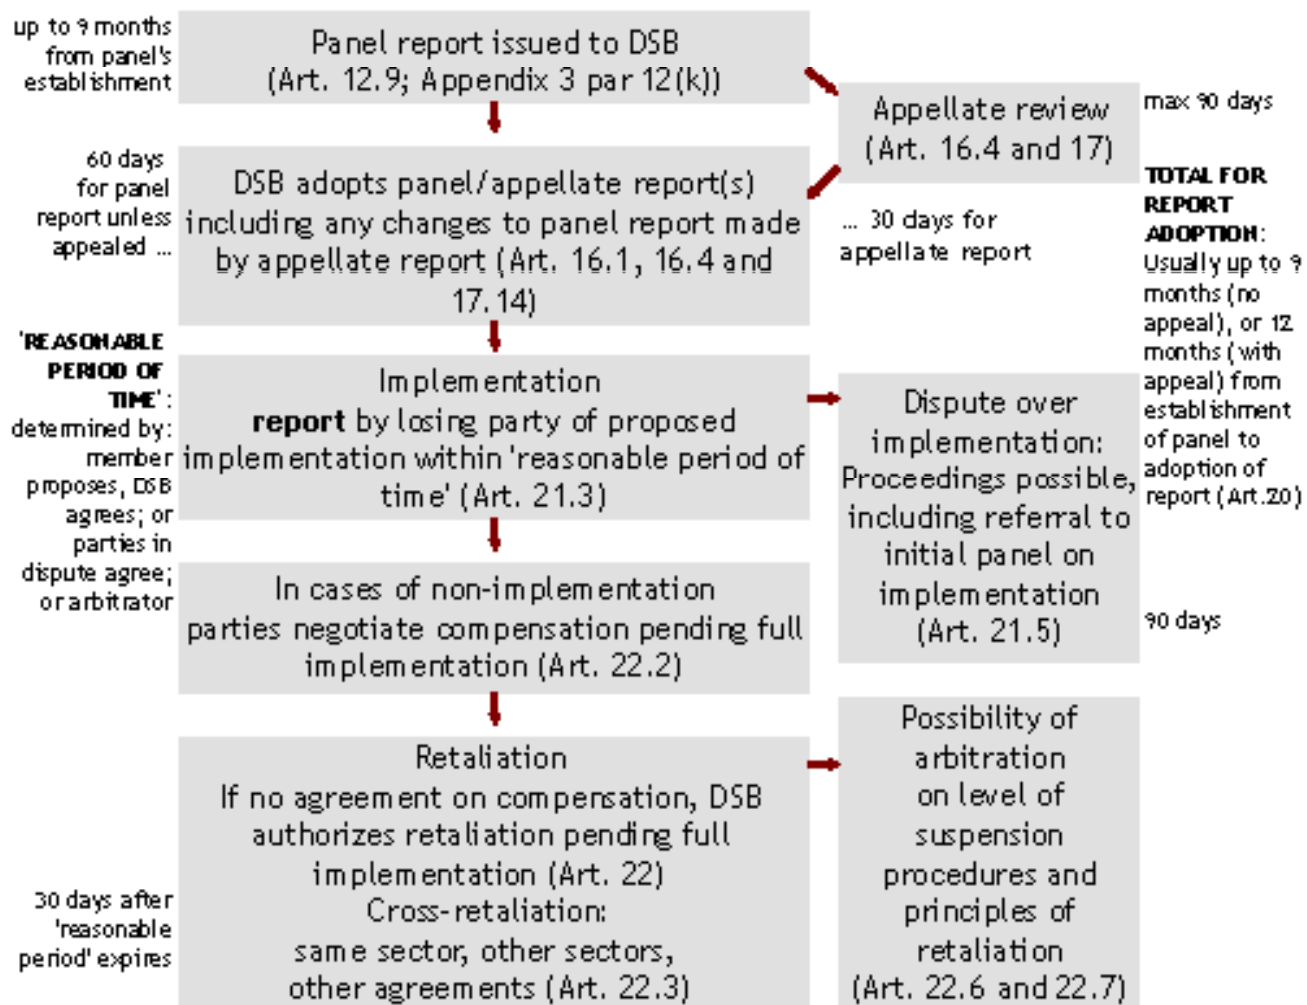 up to 9 months
from panel's
establishment
Panel report issued to DSB
(Art. 12.9; Appendix 3 par 12(k))
Appellate review
(Art. 16.4 and 17)
max 90 days
60 days
for panel
report unless
appealed ...
DSB adopts panel/appellate report(s)
including any changes to panel report made
by appellate report (Art. 16.1, 16.4 and
17.14)
... 30 days for
appellate report
TOTAL FOR
REPORT
ADOPTION:
Usually up to 9
months (no
appeal), or 12
months (with
appeal) from
establishment
of panel to
adoption of
report (Art.20)
'REASONABLE
PERIOD OF
TIME':
determined by:
member
proposes, DSB
agrees; or
parties in
dispute agree;
or arbitrator
Implementation
report by losing party of proposed
implementation within 'reasonable period of
time' (Art. 21.3)
Dispute over
implementation:
Proceedings possible,
including referral to
initial panel on
implementation
(Art. 21.5)
90 days
In cases of non-implementation
parties negotiate compensation pending full
implementation (Art. 22.2)
Retaliation
If no agreement on compensation, DSB
authorizes retaliation pending full
implementation (Art. 22)
Cross-retaliation:
same sector, other sectors,
other agreements (Art. 22.3)
30 days after
'reasonable
period' expires
Possibility of
arbitration
on level of
suspension
procedures and
principles of
retaliation
(Art. 22.6 and 22.7)